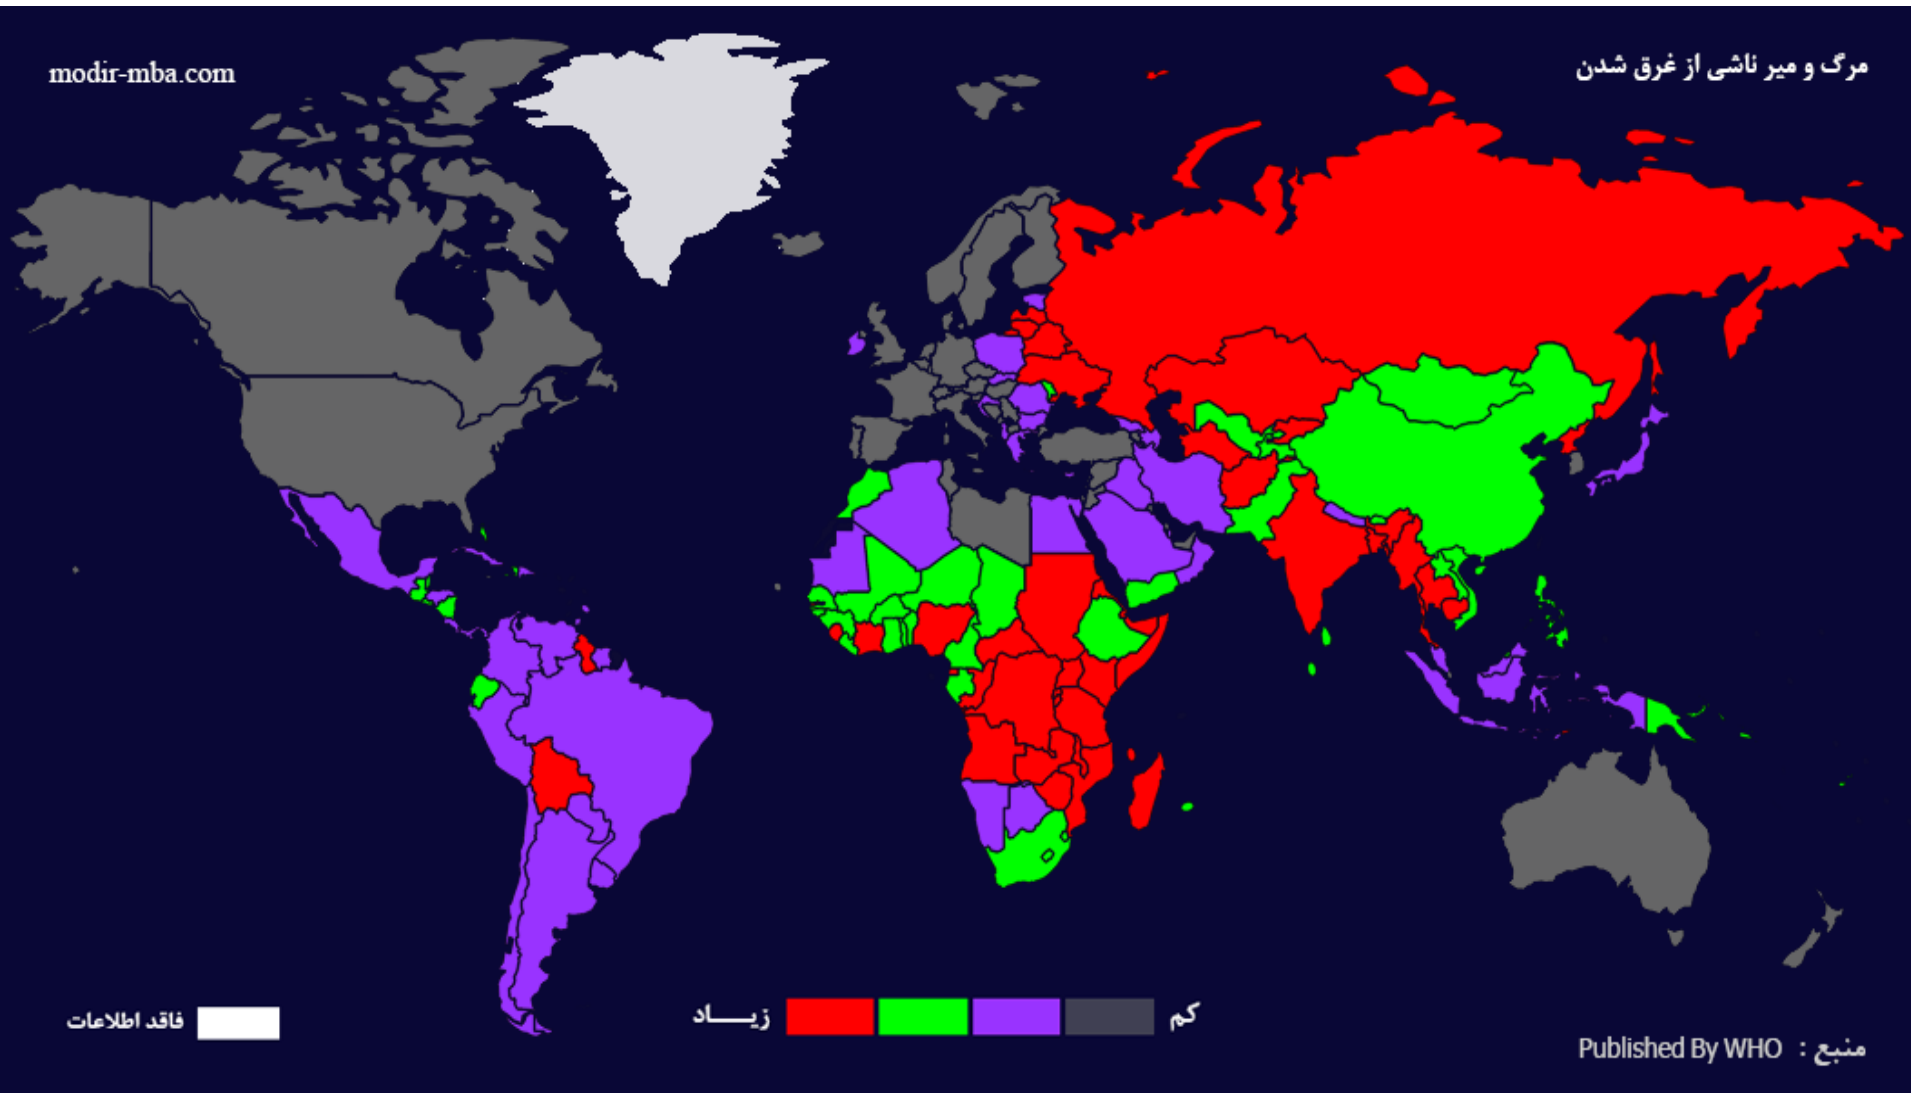 مرگ و میر ناشی از غرق شدن
modir-mba.com
کم
زیـــاد
فاقد اطلاعات
منبع : Published By WHO